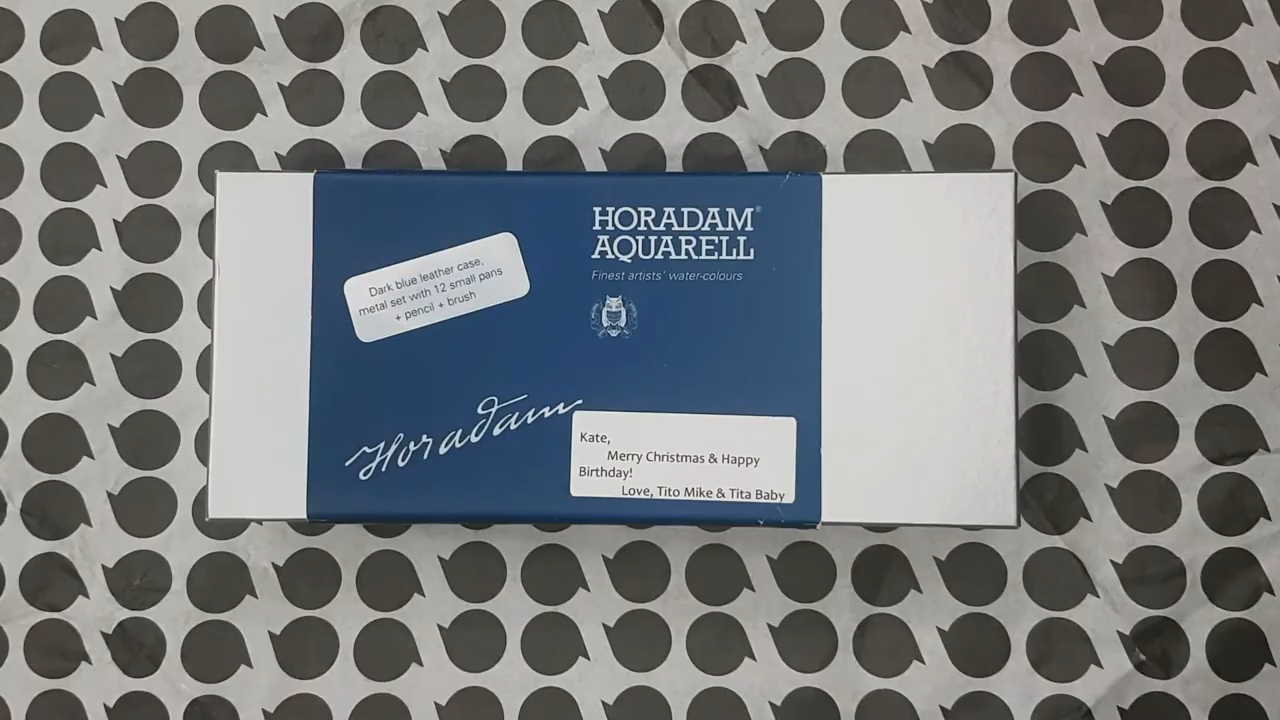 HORADAM®
AQUARELL
Finest artists' water-colours
Dark blue leather case,
metal set with 12 small pans
+ pencil + brush
Horadam
Kate,
Merry Christmas & Happy
Birthday!
Love, Tito Mike & Tita Baby